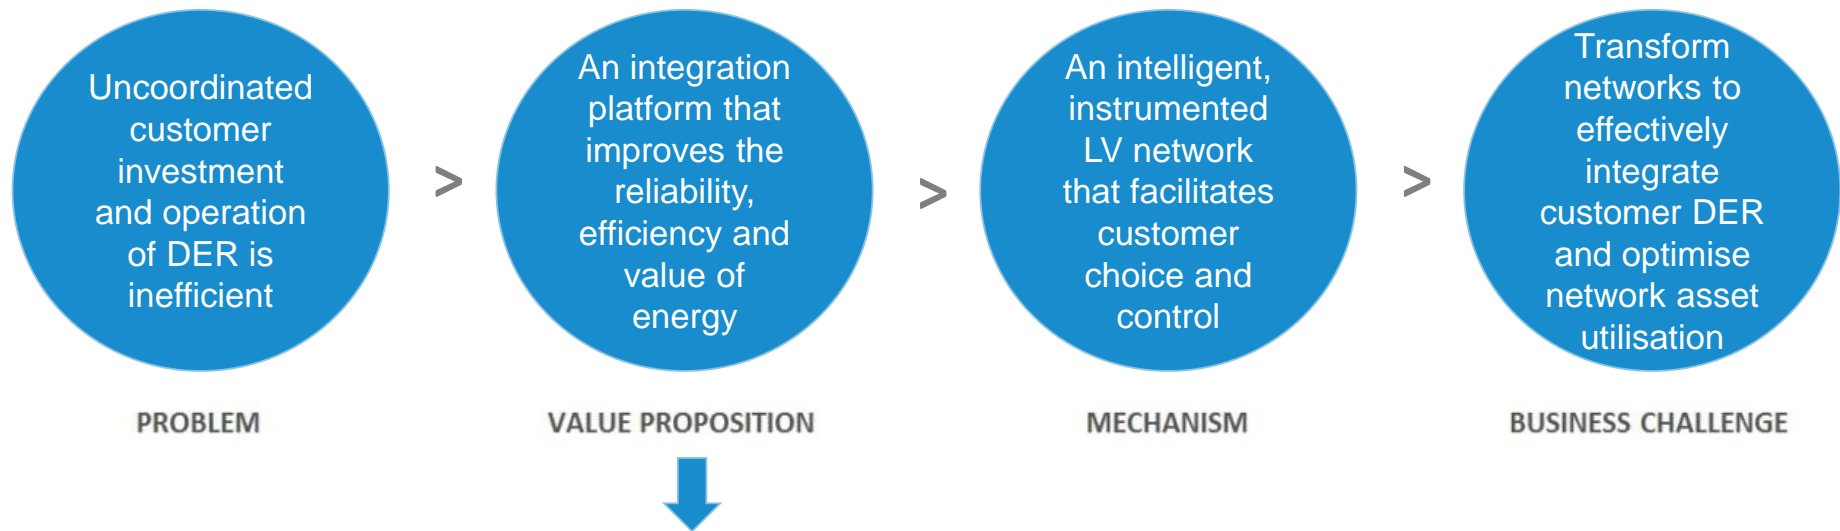 Uncoordinated
customer
investment
and operation
of DER is
inefficient
>
An integration
platform that
improves the
reliability,
efficiency and
value of
energy
>
An intelligent,
instrumented
LV network
that facilitates
customer
choice and
control
>
Transform
networks to
effectively
integrate
customer DER
and optimise
network asset
utilisation
PROBLEM
VALUE PROPOSITION
MECHANISM
BUSINESS CHALLENGE